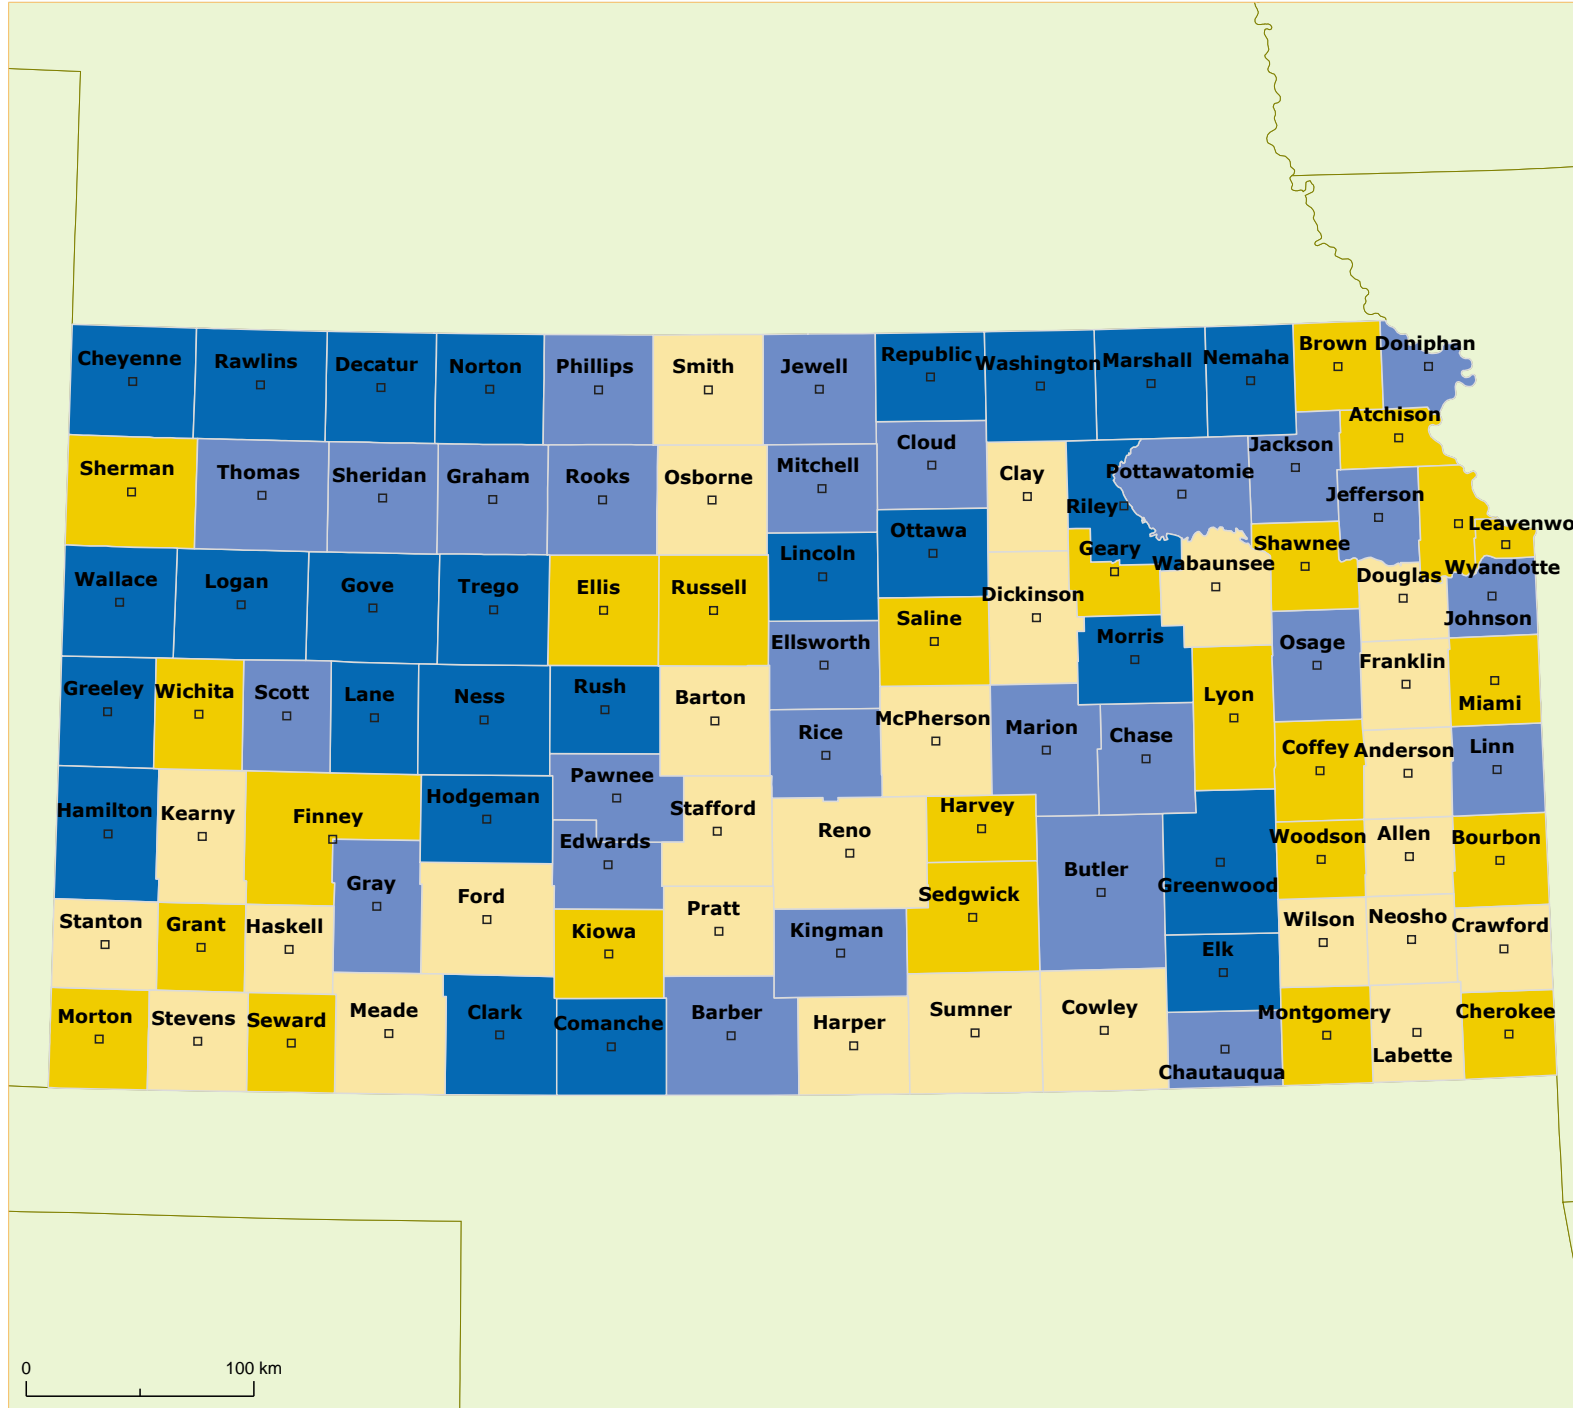 Cheyenne
Rawlins
Decatur
Norton
Phillips
Smith
Jewell
Republic
Washington
Marshall
Nemaha
Brown
Doniphan
Atchison
Sherman
Thomas
Sheridan
Graham
Rooks
Osborne
Mitchell
Cloud
Clay
Riley
Pottawatomie
Jackson
Jefferson
Leavenwo
Wallace
Logan
Gove
Trego
Ellis
Russell
Lincoln
Ottawa
Saline
Dickinson
Geary
Wabaunsee
Shawnee
Douglas
Wyandotte
Johnson
Greeley
Wichita
Scott
Lane
Ness
Rush
Barton
Ellsworth
Rice
McPherson
Marion
Morris
Chase
Lyon
Osage
Franklin
Miami
Hamilton
Kearny
Finney
Hodgeman
Pawnee
Edwards
Stafford
Reno
Harvey
Butler
Greenwood
Coffey
Anderson
Linn
Woodson
Allen
Bourbon
Stanton
Grant
Haskell
Gray
Ford
Kiowa
Pratt
Kingman
Sedgwick
Elk
Wilson
Neosho
Crawford
Morton
Stevens
Seward
Meade
Clark
Comanche
Barber
Harper
Sumner
Cowley
Chautauqua
Montgomery
Labette
Cherokee
0 100 km